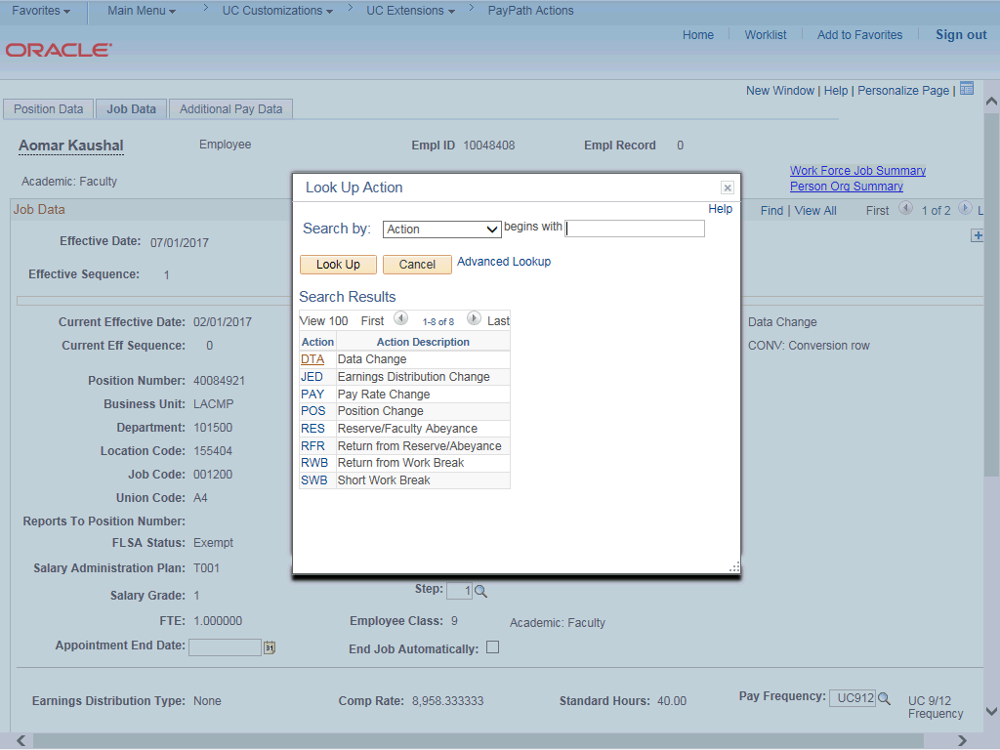 Favorites Main Menu > UC Customizations > UC Extensions > PayPath Actions
Home Worklist Add to Favorites Sign out
ORACLE
New Window | Help | Personalize Page |
Position Data Job Data Additional Pay Data
Aomar Kaushal Employee Empl ID 10048408 Empl Record 0
Academic: Faculty
Work Force Job Summary
Person Org Summary
Job Data Find | View All First 1 of 2 L
Effective Date: 07/01/2017
Effective Sequence: 1
Current Effective Date: 02/01/2017 Data Change
Current Eff Sequence: 0 CONV: Conversion row
Position Number: 40084921
Business Unit: LACMP
Department: 101500
Location Code: 155404
Job Code: 001200
Union Code: A4
Reports To Position Number:
FLSA Status: Exempt
Salary Administration Plan: T001
Salary Grade: 1 Step: 1
FTE: 1.000000 Employee Class: 9 Academic: Faculty
Appointment End Date: 31 End Job Automatically:
Earnings Distribution Type: None Comp Rate: 8,958.333333 Standard Hours: 40.00 Pay Frequency: UC912 UC 9/12
Frequency
Look Up Action
Help
Search by: Action begins with
Look Up Cancel Advanced Lookup
Search Results
View 100 First 1-8 of 8 Last
Action Action Description
DTA Data Change
JED Earnings Distribution Change
PAY Pay Rate Change
POS Position Change
RES Reserve/Faculty Abeyance
RFR Return from Reserve/Abeyance
RWB Return from Work Break
SWB Short Work Break